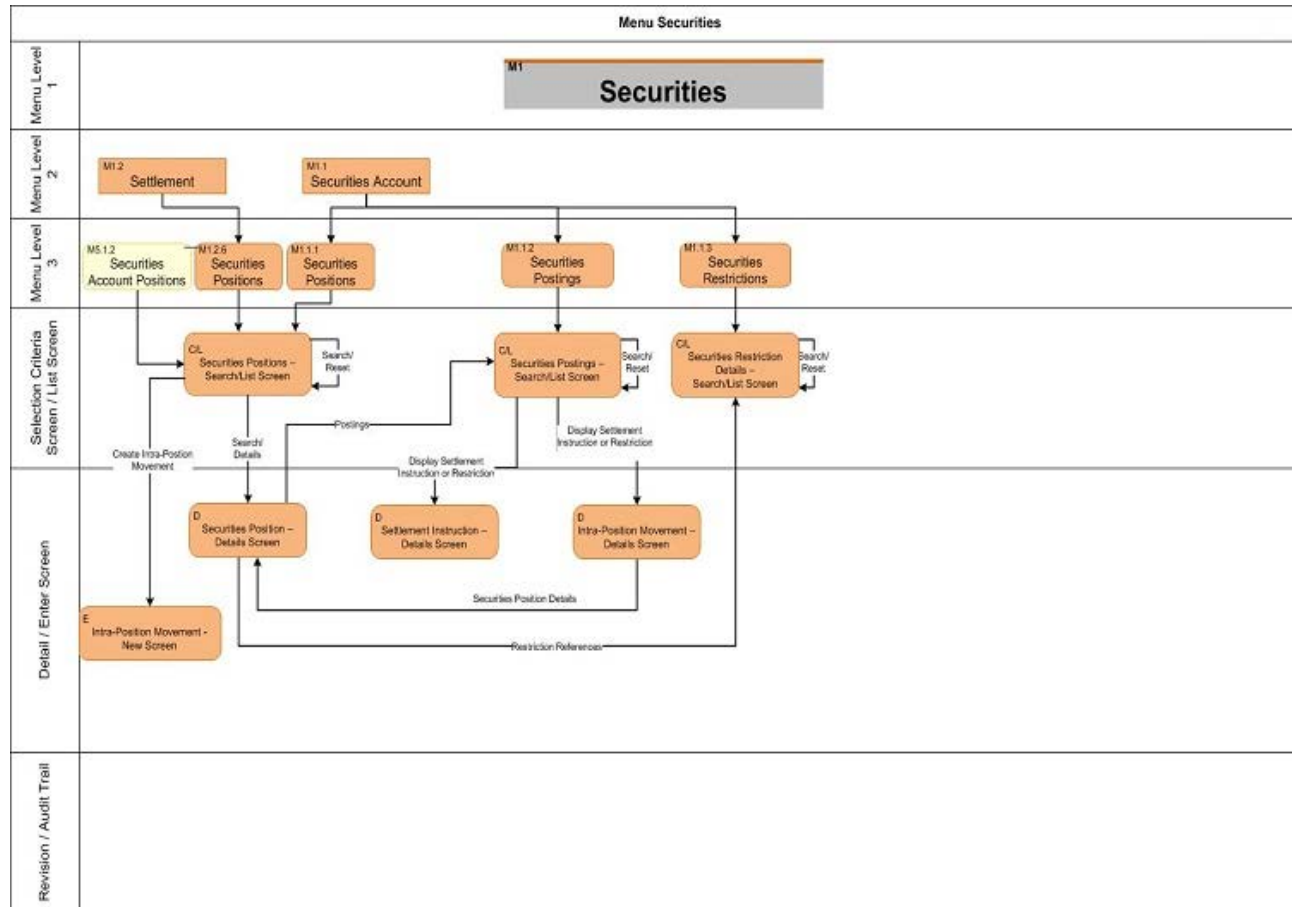 Menu Securities
Menu Level
1
M1
Securities
Menu Level
2
M1.2
Settlement
M1.1
Securities Account
Menu Level
3
M5.1.2
Securities
Account Positions
M1.2.6
Securities
Positions
M1.1.1
Securities
Positions
M1.1.2
Securities
Postings
M1.1.3
Securities
Restrictions
Selection Criteria
Screen / List Screen
C/L
Securities Positions –
Search/List Screen
Search/
Reset
C/L
Securities Postings –
Search/List Screen
Search/
Reset
C/L
Securities Restriction
Details –
Search/List Screen
Search/
Reset
Postings
Create Intra-Postion
Movement
Search/
Details
Display Settlement
Instruction or Restriction
Display Settlement
Instruction or Restriction
Detail / Enter Screen
D
Securities Position –
Details Screen
D
Settlement Instruction –
Details Screen
D
Intra-Position Movement –
Details Screen
Securities Position Details
E
Intra-Position Movement -
New Screen
Restriction References
Revision / Audit Trail